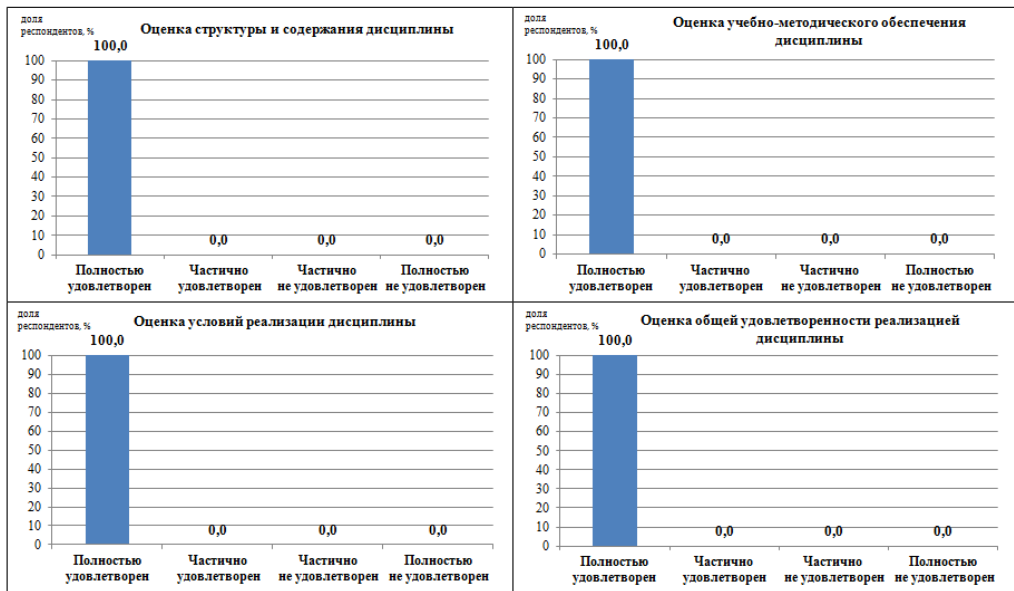 доля
респондентов, %
Оценка структуры и содержания дисциплины
100,0
100
90
80
70
60
50
40
30
20
10
0
0,0 0,0 0,0
Полностью Частично Частично Полностью
удовлетворен удовлетворен не удовлетворен не удовлетворен
доля
респондентов, %
Оценка учебно-методического обеспечения
дисциплины
100,0
100
90
80
70
60
50
40
30
20
10
0
0,0 0,0 0,0
Полностью Частично Частично Полностью
удовлетворен удовлетворен не удовлетворен не удовлетворен
доля
респондентов, %
Оценка условий реализации дисциплины
100,0
100
90
80
70
60
50
40
30
20
10
0
0,0 0,0 0,0
Полностью Частично Частично Полностью
удовлетворен удовлетворен не удовлетворен не удовлетворен
доля
респондентов, %
Оценка общей удовлетворенности реализацией
дисциплины
100,0
100
90
80
70
60
50
40
30
20
10
0
0,0 0,0 0,0
Полностью Частично Частично Полностью
удовлетворен удовлетворен не удовлетворен не удовлетворен